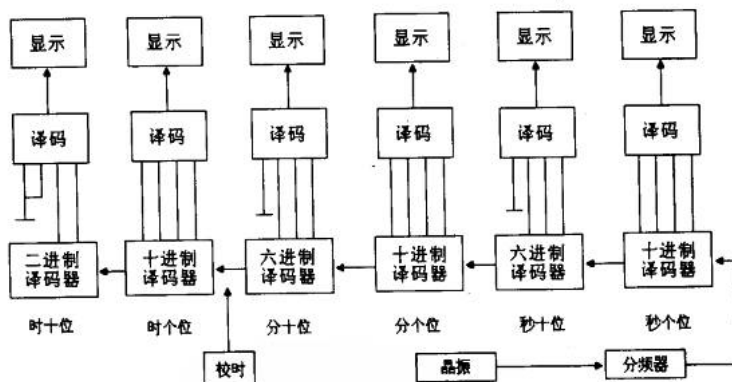 显示 显示 显示 显示 显示 显示
译码 译码 译码 译码 译码 译码
二进制 十进制 六进制 十进制 六进制 十进制
译码器 译码器 译码器 译码器 译码器 译码器
时十位 时个位 分十位 分个位 秒十位 秒个位
校时 晶振 分频器